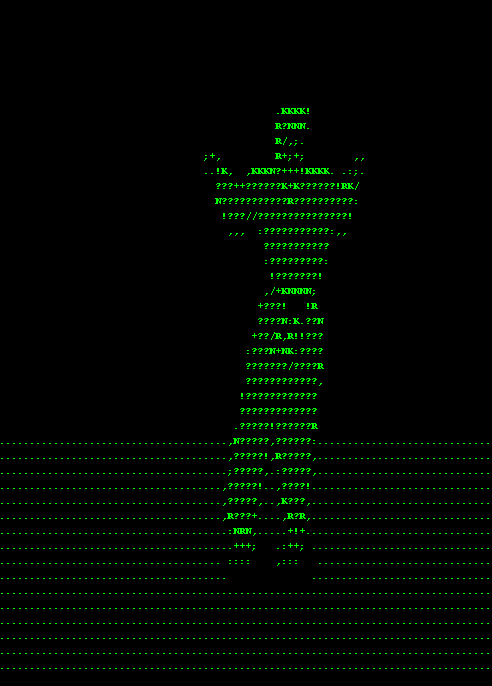 .KKKK!
R?NNN.
R/,;.
;+,         R+;+;        ,,
..!K,  ,KKKN?+++!KKKK. .:;.
???++??????K+K??????!RK/
N???????????R??????????:
!???//???????????????!
,,,  :???????????:,,
???????????
:?????????:
!????????!
,/+KNNNN;
+???!   !R
????N:K.??N
+??/R,R!!???
:???N+NK:????
???????/????R
????????????,
!????????????
?????????????
.?????!??????R
......................................,N?????,??????:.............................
......................................,?????!,R?????,.............................
......................................;?????, :?????,.............................
.....................................,?????!..,????!..............................
.....................................,?????,..,K???,..............................
.....................................,R???+....,R?R,..............................
......................................:NRN,.....+!+...............................
.......................................+++;   .:++; ..............................
......................................::::    ,:::   .............................
......................................              ..............................
..................................................................................
..................................................................................
..................................................................................
..................................................................................
..................................................................................
..................................................................................